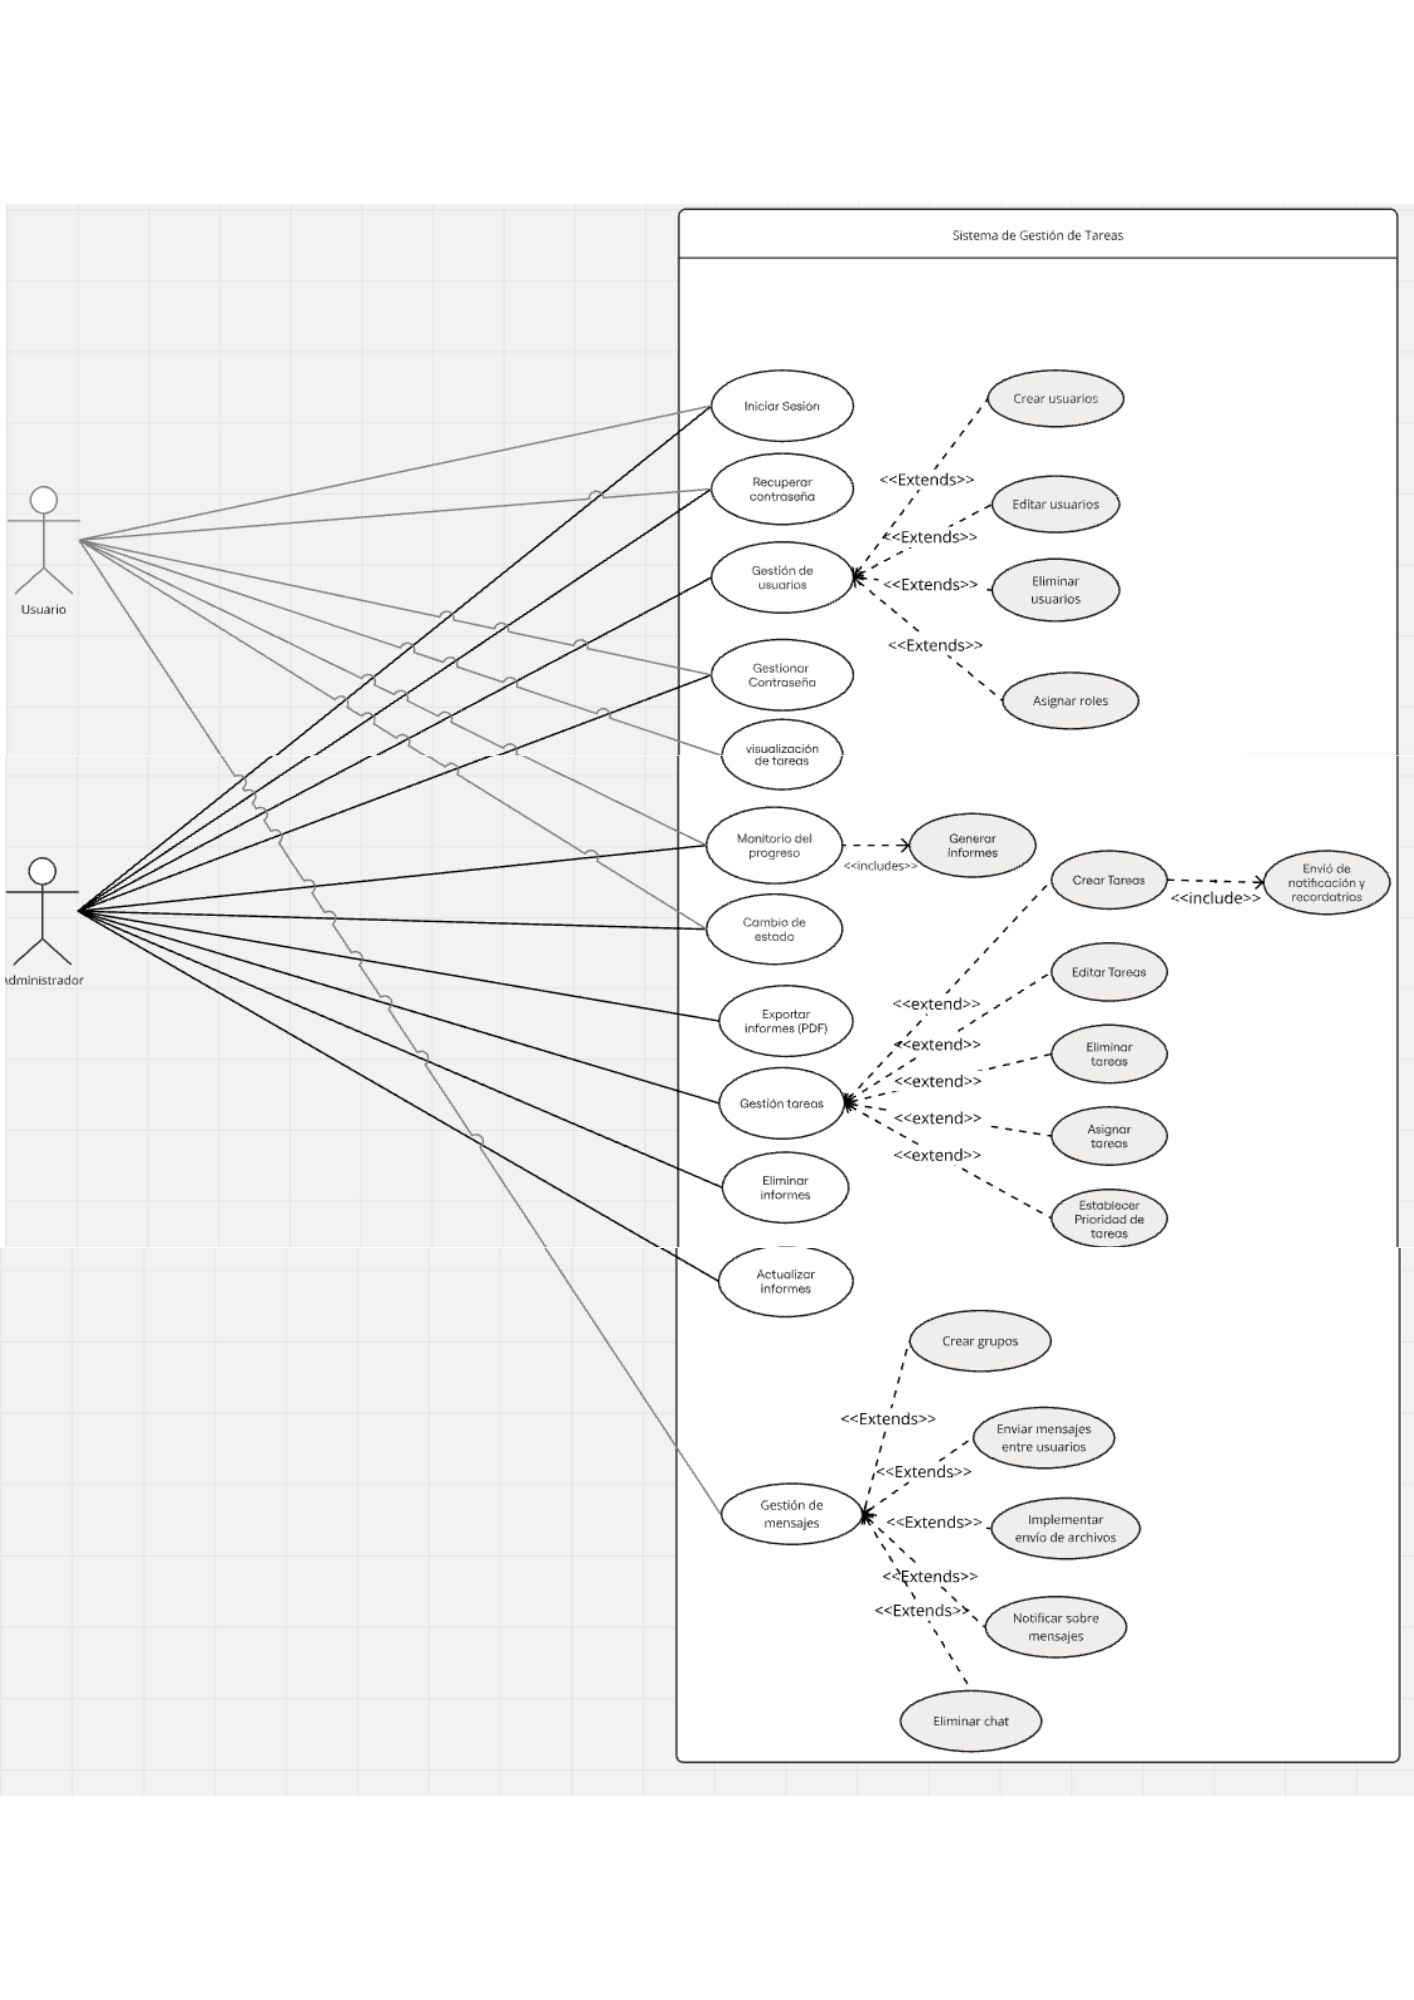 Sistema de Gestión de Tareas
Iniciar Sesión
Crear usuarios
Recuperar
contraseña
<<Extends>>
Editar usuarios
<<Extends>>
Gestión de
usuarios
<<Extends>>
Eliminar
usuarios
Usuario
<<Extends>>
Gestionar
Contraseña
Asignar roles
visualización
de tareas
Monitorio del
progreso
<<includes>>
Generar
informes
Crear Tareas
<<include>>
Envió de
notificación y
recordatrios
Cambio de
estado
Administrador
Editar Tareas
<<extend>>
Exportar
informes (PDF)
<<extend>>
Eliminar
tareas
<<extend>>
Gestión tareas
<<extend>>
Asignar
tareas
<<extend>>
Eliminar
informes
Establecer
Prioridad de
tareas
Actualizar
informes
Crear grupos
<<Extends>>
Enviar mensajes
entre usuarios
<<Extends>>
Gestión de
mensajes
<<Extends>>
Implementar
envío de archivos
<<Extends>>
<<Extends>>
Notificar sobre
mensajes
Eliminar chat